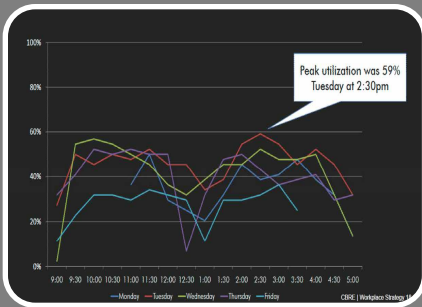 100%
Peak utilization was 59%
Tuesday at 2:30pm
80%
60%
40%
20%
0%
9:00 9:30 10:00 10:30 11:00 11:30 12:00 12:30 1:00 1:30 2:00 2:30 3:00 3:30 4:00 4:30 5:00
Monday Tuesday Wednesday Thursday Friday
CBRE | Workplace Strategy